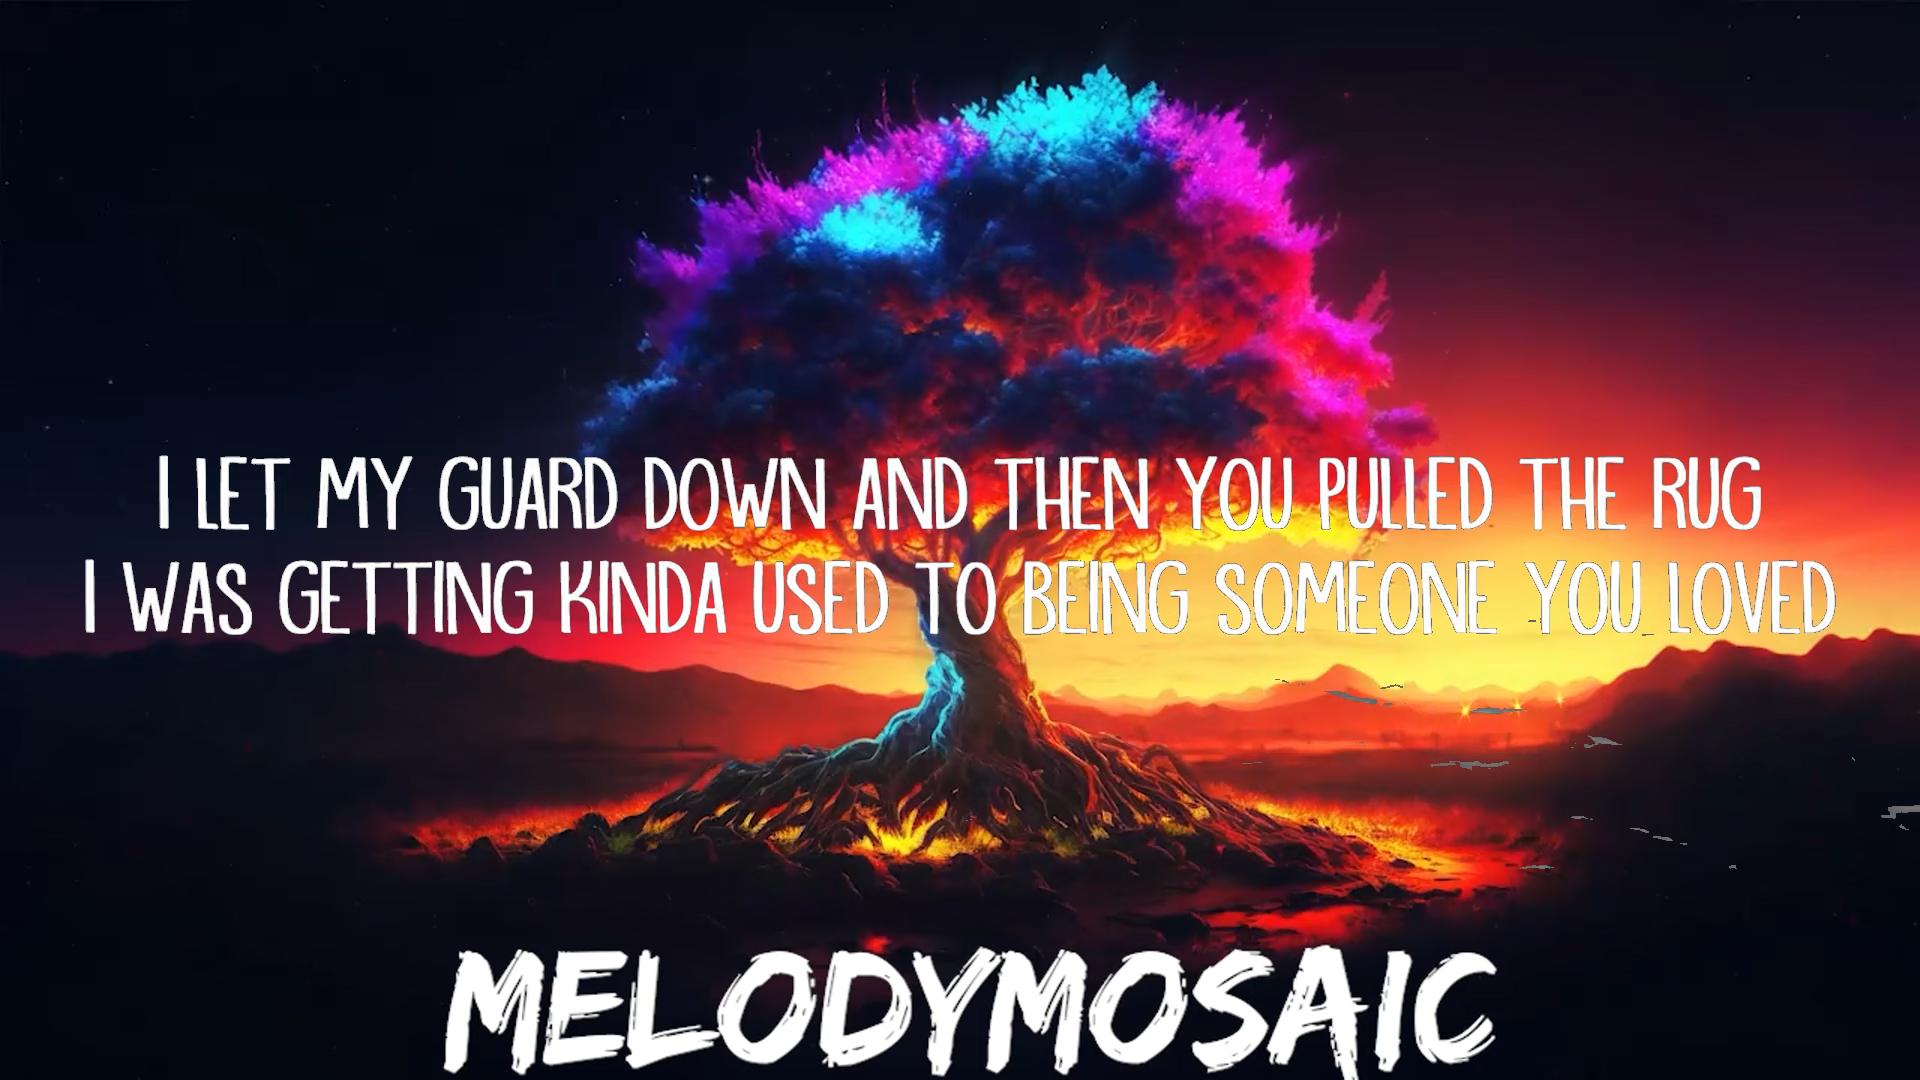 I LET MY GUARD DOWN AND THEN YOU PULLED THE RUG
I WAS GETTING KINDA USED TO BEING SOMEONE YOU LOVED
MELODYMOSAIC